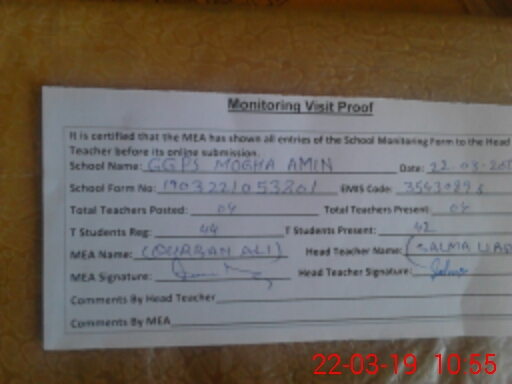 Monitoring Visit Proof
It is certified that the MEA has shown all entries of the School Monitoring Form to the Head
Teacher before its online submission.
School Name: GGPS MOGHA AMIN Date: 22-03-20
School Form No: EMIS Code:
Total Teachers Posted: 04 Total Teachers Present: 04
T Students Reg: 44 T Students Present: 42
MEA Name: (QURBAN ALI) Head Teacher Name: (SALMA
MEA Signature: Head Teacher Signature:
Comments By Head Teacher
Comments By MEA
22-03-19 10:55